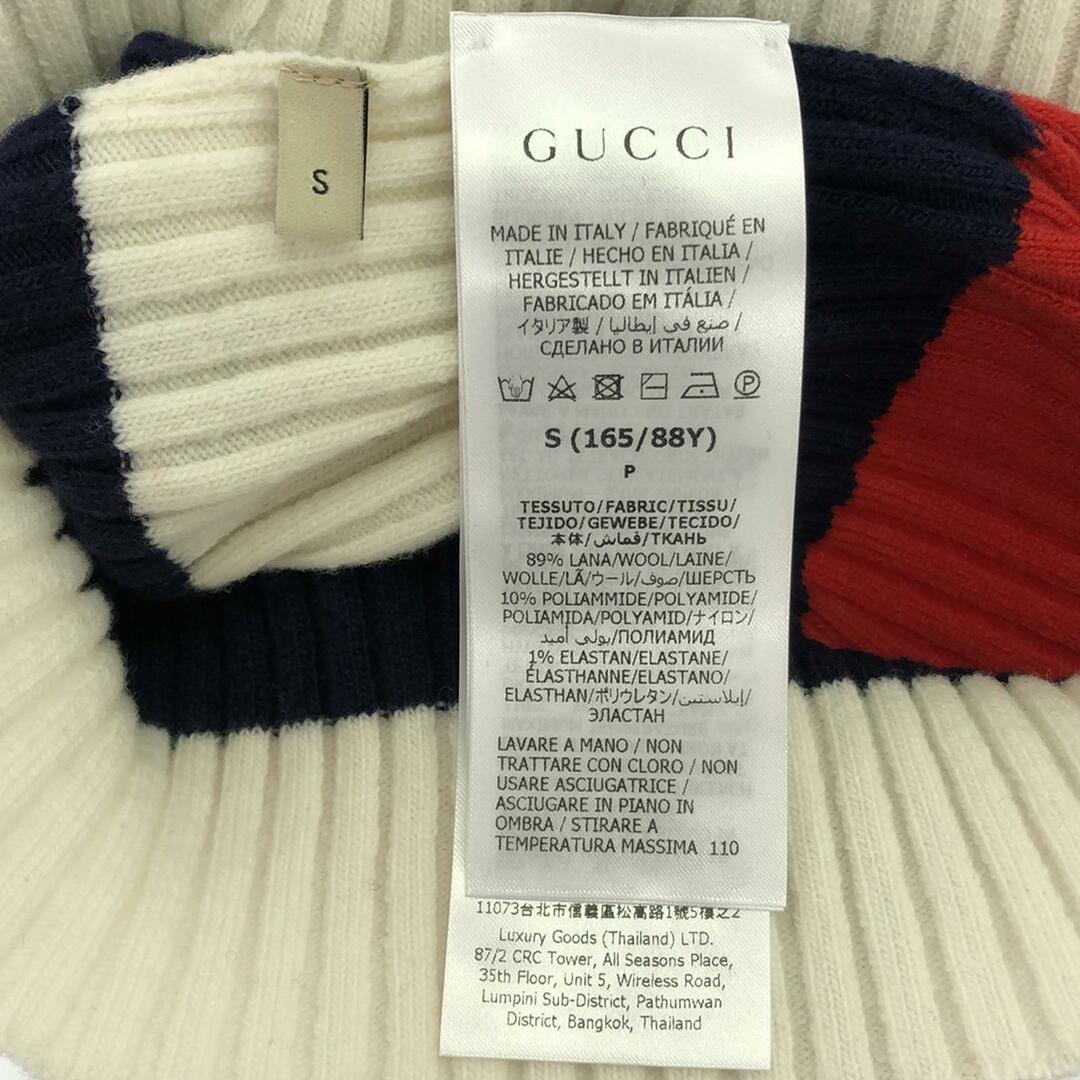 S
GUCCI
MADE IN ITALY / FABRIQUÉ EN
ITALIE / HECHO EN ITALIA /
HERGESTELLT IN ITALIEN /
FABRICADO EM ITÁLIA /
イタリア製 / صنع في إيطاليا /
СДЕЛАНО В ИТАЛИИ
P
S (165/88Y)
P
TESSUTO/FABRIC/TISSU/
TEJIDO/GEWEBE/TECIDO/
本体/قماش/ТКАНЬ
89% LANA/WOOL/LAINE/
WOLLE/LÃ/ウール/صوف/ШЕРСТЬ
10% POLIAMMIDE/POLYAMIDE/
POLIAMIDA/POLYAMID/ナイロン/
بولي أميد/ПОЛИАМИД
1% ELASTAN/ELASTANE/
ÉLASTHANNE/ELASTANO/
ELASTHAN/ポリウレタン/إيلاستين/
ЭЛАСТАН
LAVARE A MANO / NON
TRATTARE CON CLORO / NON
USARE ASCIUGATRICE /
ASCIUGARE IN PIANO IN
OMBRA / STIRARE A
TEMPERATURA MASSIMA 110
11073台北市信義區松高路1號5樓之2
Luxury Goods (Thailand) LTD.
87/2 CRC Tower, All Seasons Place,
35th Floor, Unit 5, Wireless Road,
Lumpini Sub-District, Pathumwan
District, Bangkok, Thailand